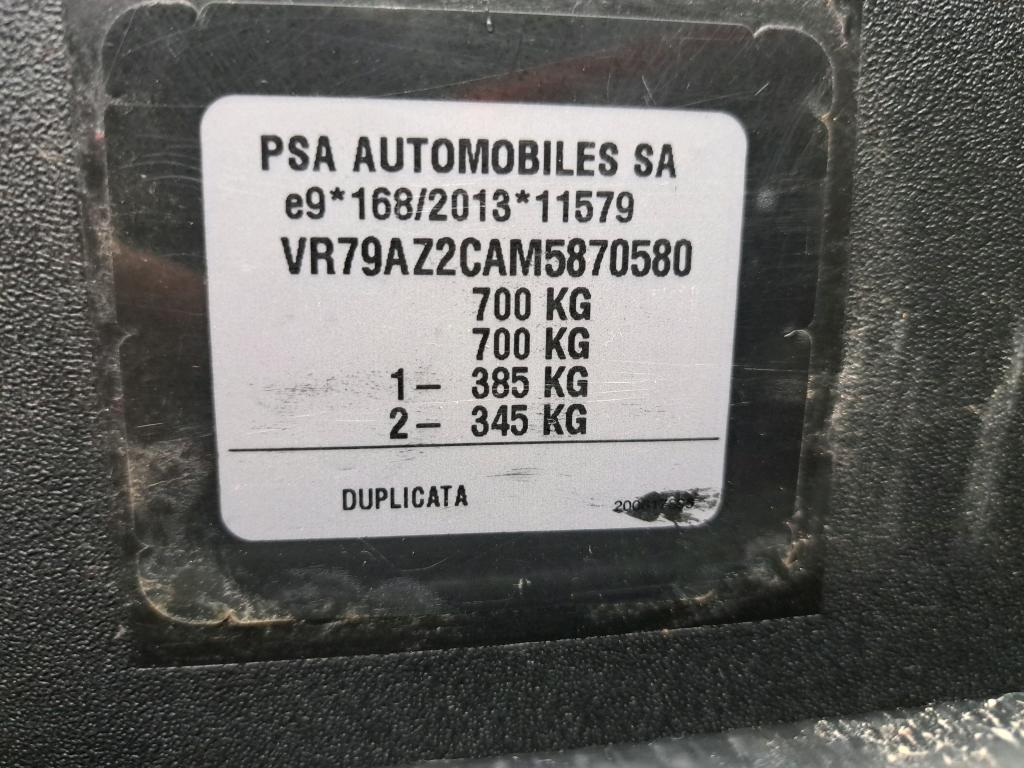 PSA AUTOMOBILES SA
e9*168/2013*11579
VR79AZ2CAM5870580
700 KG
700 KG
1– 385 KG
2– 345 KG
DUPLICATA